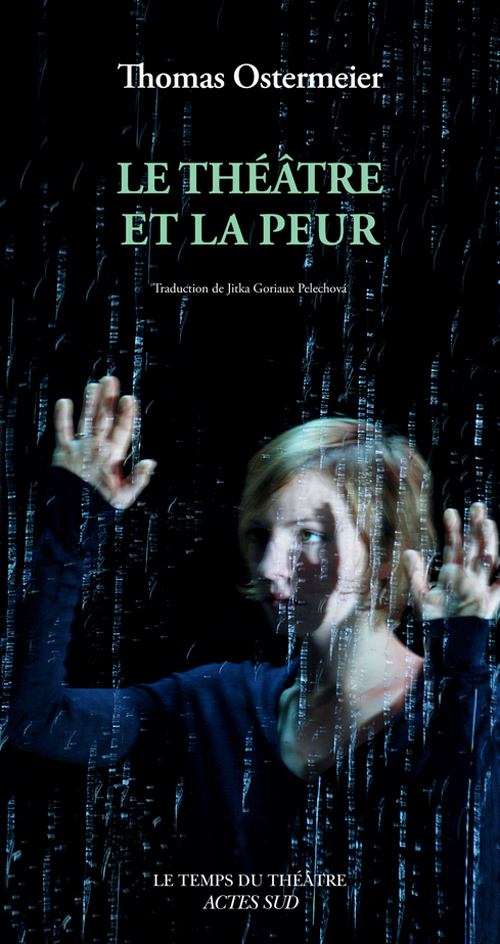 Thomas Ostermeier
LE THÉÂTRE
ET LA PEUR
Traduction de Jitka Goriaux Pelechová
LE TEMPS DU THÉÂTRE
ACTES SUD